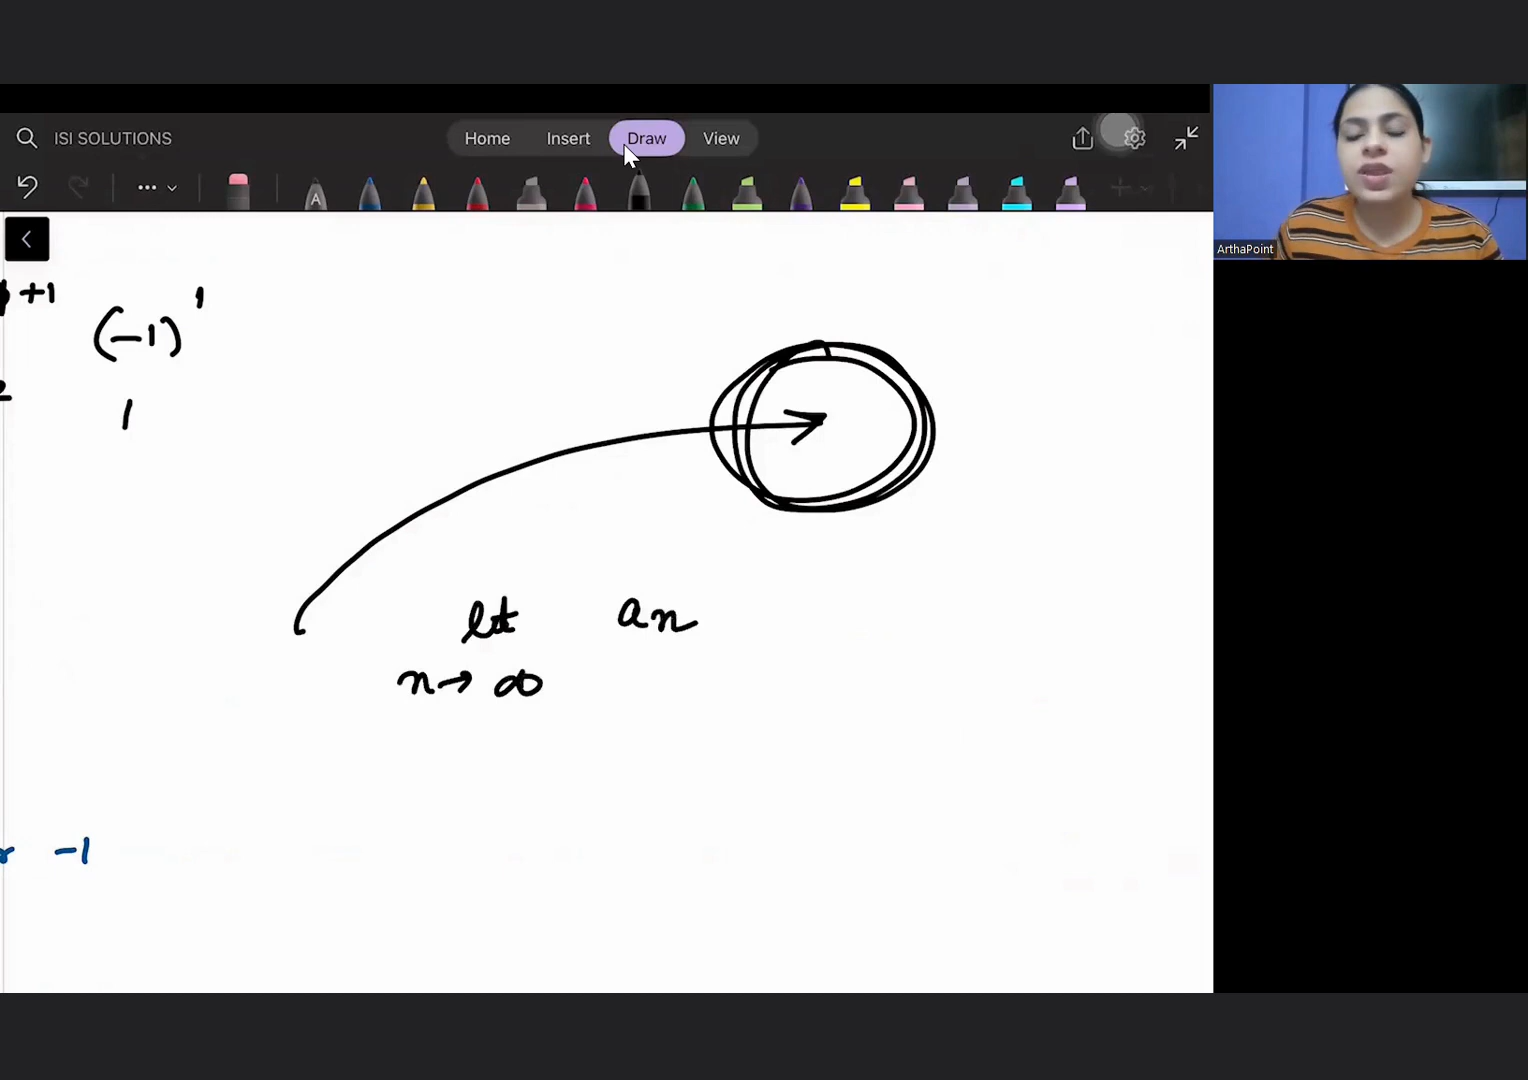 ISI SOLUTIONS
Home Insert Draw View
A
ArthaPoint
+1
(-1)^1
1
lt an
n→ ∞
-1